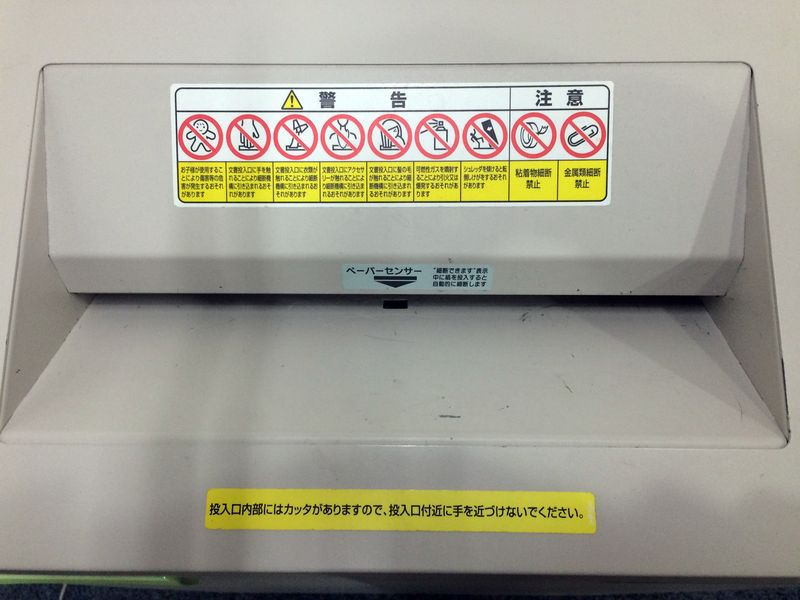 警告
注意
お子様が使用するこ
とにより傷害等の危
害が発生するおそれ
があります
文書投入口に手を触
れることにより細断
機構に引き込まれるおそ
れがあります
文書投入口に衣類が
触れることにより細断
機構に引き込まれるおそ
れがあります
文書投入口にアクセサ
リーが触れることによ
り細断機構に引き込ま
れるおそれがあります
文書投入口に髪の毛
が触れることにより細
断機構に引き込まれ
るおそれがあります
可燃性ガスを噴射す
ることにより引火又は
爆発するおそれがあ
ります
シュレッダを傾けると転
倒しけがをするおそれ
があります
粘着物細断
禁止
金属類細断
禁止
ペーパーセンサー
"細断できます"表示
中に紙を投入すると
自動的に細断します
投入口内部にはカッタがありますので、投入口付近に手を近づけないでください。